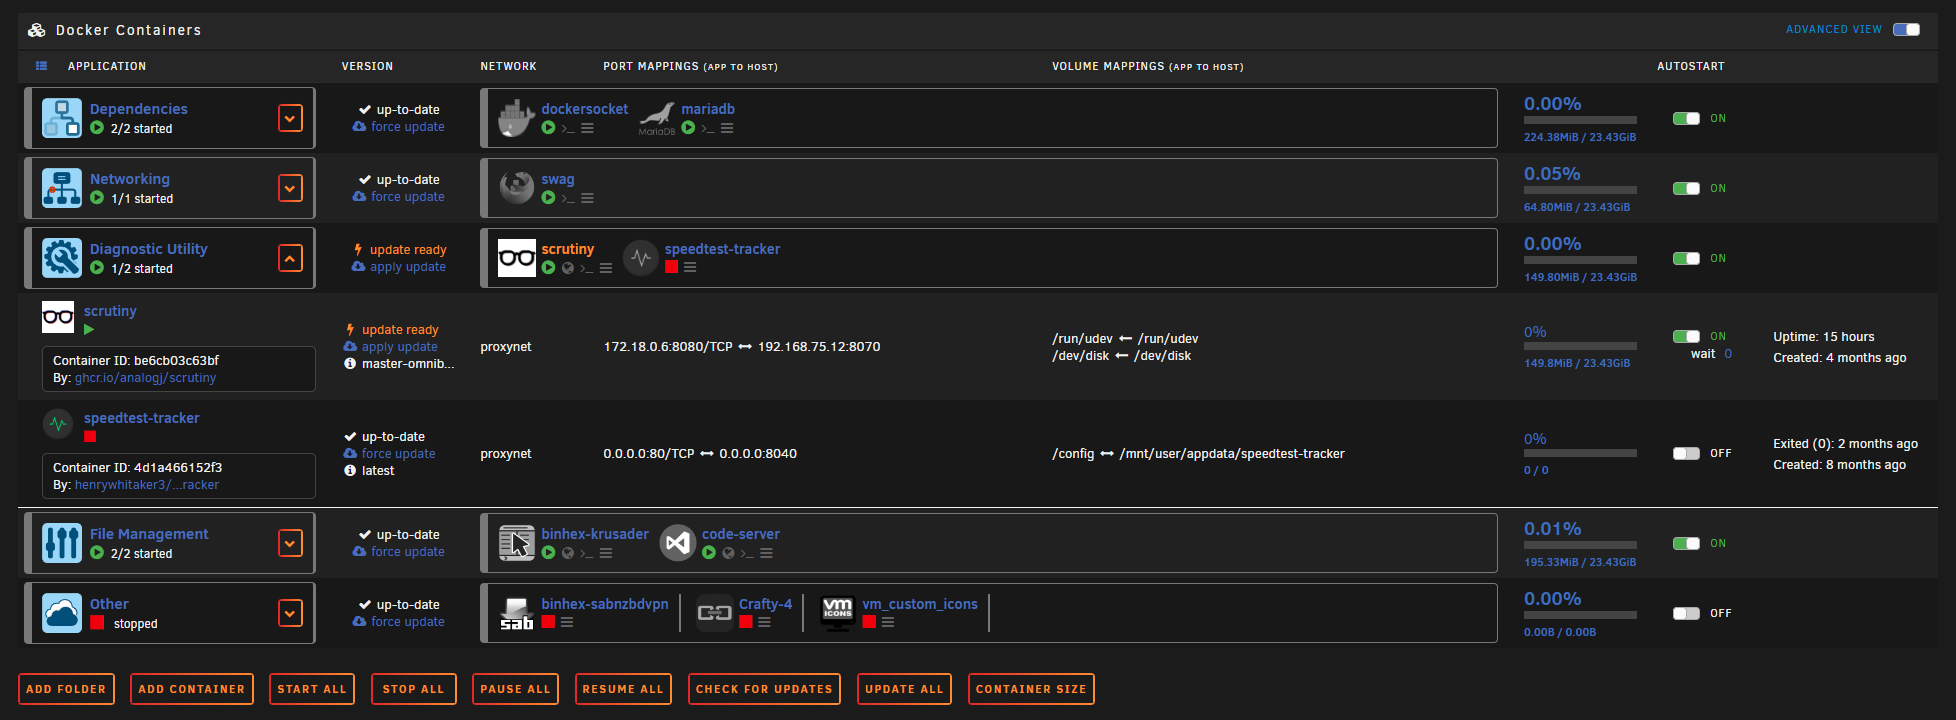 Docker Containers
ADVANCED VIEW
APPLICATION VERSION NETWORK PORT MAPPINGS (APP TO HOST) VOLUME MAPPINGS (APP TO HOST) AUTOSTART
Dependencies
2/2 started
up-to-date
force update
dockersocket
>_
MariaDB
mariadb
>_
0.00%
224.38MiB / 23.43GiB
ON
Networking
1/1 started
up-to-date
force update
swag
>_
0.05%
64.80MiB / 23.43GiB
ON
Diagnostic Utility
1/2 started
update ready
apply update
scrutiny
>_
speedtest-tracker
0.00%
149.80MiB / 23.43GiB
ON
scrutiny
Container ID: be6cb03c63bf
By: ghcr.io/analogj/scrutiny
update ready
apply update
master-omnib...
proxynet
172.18.0.6:8080/TCP ↔ 192.168.75.12:8070
/run/udev ← /run/udev
/dev/disk ← /dev/disk
0%
149.8MiB / 23.43GiB
ON
wait 0
Uptime: 15 hours
Created: 4 months ago
speedtest-tracker
Container ID: 4d1a466152f3
By: henrywhitaker3/...racker
up-to-date
force update
latest
proxynet
0.0.0.0:80/TCP ↔ 0.0.0.0:8040
/config ↔ /mnt/user/appdata/speedtest-tracker
0%
0 / 0
OFF
Exited (0): 2 months ago
Created: 8 months ago
File Management
2/2 started
up-to-date
force update
binhex-krusader
>_
code-server
>_
0.01%
195.33MiB / 23.43GiB
ON
Other
stopped
up-to-date
force update
sab
binhex-sabnzbdvpn
Crafty-4
vm
ICONS
vm_custom_icons
0.00%
0.00B / 0.00B
OFF
ADD FOLDER ADD CONTAINER START ALL STOP ALL PAUSE ALL RESUME ALL CHECK FOR UPDATES UPDATE ALL CONTAINER SIZE